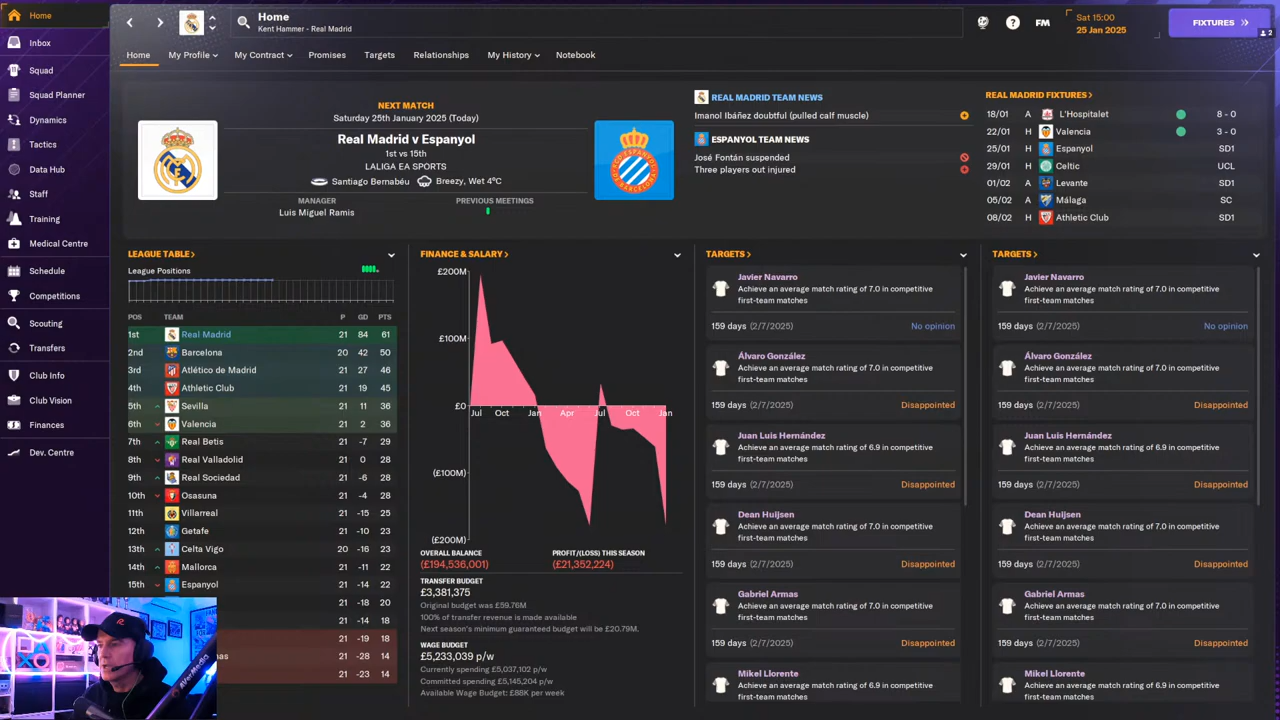 Home
Inbox
Squad
Squad Planner
Dynamics
Tactics
Data Hub
Staff
Training
Medical Centre
Schedule
Competitions
Scouting
Transfers
Club Info
Club Vision
Finances
Dev. Centre
Home
Kent Hammer - Real Madrid
FM
Sat 15:00
25 Jan 2025
FIXTURES
2
Home My Profile My Contract Promises Targets Relationships My History Notebook
NEXT MATCH
Saturday 25th January 2025 (Today)
Real Madrid v Espanyol
1st vs 15th
LALIGA EA SPORTS
Santiago Bernabéu Breezy, Wet 4°C
MANAGER
Luis Miguel Ramis
PREVIOUS MEETINGS
REAL MADRID TEAM NEWS
Imanol Ibáñez doubtful (pulled calf muscle)
ESPANYOL TEAM NEWS
José Fontán suspended
Three players out injured
REAL MADRID FIXTURES
18/01 A L'Hospitalet 8 - 0
22/01 H Valencia 3 - 0
25/01 H Espanyol SD1
29/01 H Celtic UCL
01/02 A Levante SD1
05/02 A Málaga SC
08/02 H Athletic Club SD1
LEAGUE TABLE
League Positions
POS TEAM P GD PTS
1st Real Madrid 21 84 61
2nd Barcelona 20 42 50
3rd Atlético de Madrid 21 27 46
4th Athletic Club 21 19 45
5th Sevilla 21 11 36
6th Valencia 21 2 36
7th Real Betis 21 -7 29
8th Real Valladolid 21 0 28
9th Real Sociedad 21 -6 28
10th Osasuna 21 -4 28
11th Villarreal 21 -15 25
12th Getafe 21 -10 23
13th Celta Vigo 20 -16 23
14th Mallorca 21 -11 22
15th Espanyol 21 -14 22
21 -18 20
21 -14 18
21 -19 18
as 21 -28 14
21 -23 14
FINANCE & SALARY
£200M
£100M
£0
(£100M)
(£200M)
Jul Oct Jan Apr Jul Oct Jan
OVERALL BALANCE
(£194,536,001)
PROFIT/(LOSS) THIS SEASON
(£21,352,224)
TRANSFER BUDGET
£3,381,375
Original budget was £59.76M
100% of transfer revenue is made available
Next season's minimum guaranteed budget will be £20.79M.
WAGE BUDGET
£5,233,039 p/w
Currently spending £5,037,102 p/w
Committed spending £5,145,204 p/w
Available Wage Budget: £88K per week
TARGETS
Javier Navarro
Achieve an average match rating of 7.0 in competitive
first-team matches
159 days (2/7/2025) No opinion
Álvaro González
Achieve an average match rating of 7.0 in competitive
first-team matches
159 days (2/7/2025) Disappointed
Juan Luis Hernández
Achieve an average match rating of 6.9 in competitive
first-team matches
159 days (2/7/2025) Disappointed
Dean Huijsen
Achieve an average match rating of 7.0 in competitive
first-team matches
159 days (2/7/2025) Disappointed
Gabriel Armas
Achieve an average match rating of 7.0 in competitive
first-team matches
159 days (2/7/2025) Disappointed
Mikel Llorente
Achieve an average match rating of 6.9 in competitive
first-team matches
TARGETS
Javier Navarro
Achieve an average match rating of 7.0 in competitive
first-team matches
159 days (2/7/2025) No opinion
Álvaro González
Achieve an average match rating of 7.0 in competitive
first-team matches
159 days (2/7/2025) Disappointed
Juan Luis Hernández
Achieve an average match rating of 6.9 in competitive
first-team matches
159 days (2/7/2025) Disappointed
Dean Huijsen
Achieve an average match rating of 7.0 in competitive
first-team matches
159 days (2/7/2025) Disappointed
Gabriel Armas
Achieve an average match rating of 7.0 in competitive
first-team matches
159 days (2/7/2025) Disappointed
Mikel Llorente
Achieve an average match rating of 6.9 in competitive
first-team matches
AVerMedia